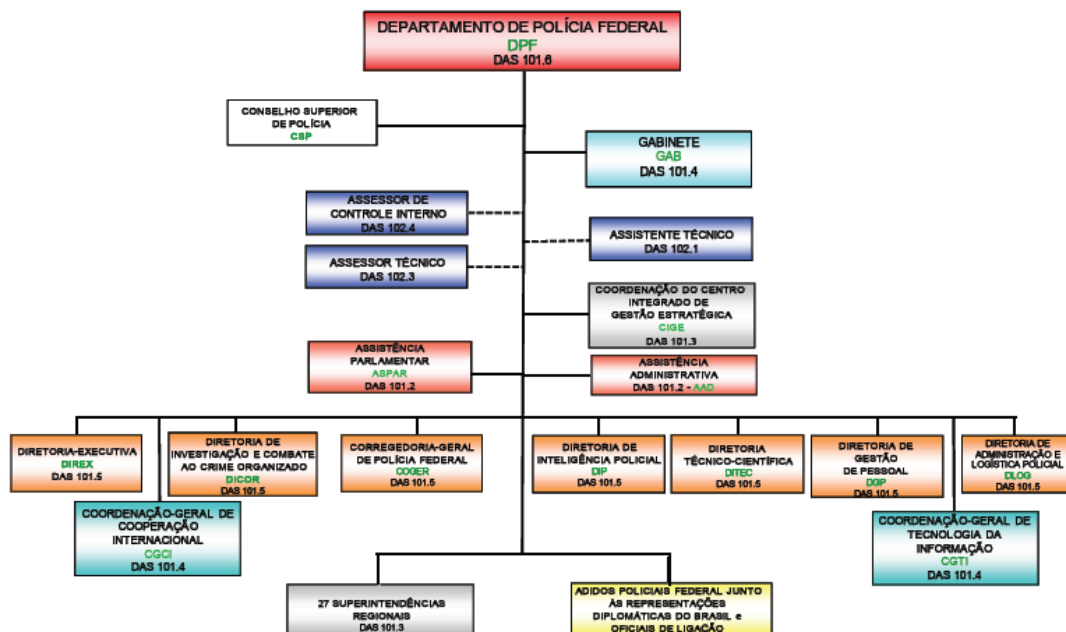 DEPARTAMENTO DE POLÍCIA FEDERAL
DPF
DAS 101.6
CONSELHO SUPERIOR
DE POLÍCIA
CSP
GABINETE
GAB
DAS 101.4
ASSESSOR DE
CONTROLE INTERNO
DAS 102.4
ASSISTENTE TÉCNICO
DAS 102.1
ASSESSOR TÉCNICO
DAS 102.3
COORDENAÇÃO DO CENTRO
INTEGRADO DE
GESTÃO ESTRATÉGICA
CIGE
DAS 101.3
ASSISTÊNCIA
PARLAMENTAR
ASPAR
DAS 101.2
ASSISTÊNCIA
ADMINISTRATIVA
DAS 101.2 - AAD
DIRETORIA-EXECUTIVA
DIREX
DAS 101.5
DIRETORIA DE
INVESTIGAÇÃO E COMBATE
AO CRIME ORGANIZADO
DICOR
DAS 101.5
CORREGEDORIA-GERAL
DE POLÍCIA FEDERAL
COGER
DAS 101.5
DIRETORIA DE
INTELIGÊNCIA POLICIAL
DIP
DAS 101.5
DIRETORIA
TÉCNICO-CIENTÍFICA
DITEC
DAS 101.5
DIRETORIA DE
GESTÃO
DE PESSOAL
DGP
DAS 101.5
DIRETORIA DE
ADMINISTRAÇÃO E
LOGÍSTICA POLICIAL
DLOG
DAS 101.5
COORDENAÇÃO-GERAL DE
COOPERAÇÃO
INTERNACIONAL
CGCI
DAS 101.4
COORDENAÇÃO-GERAL DE
TECNOLOGIA DA
INFORMAÇÃO
CGTI
DAS 101.4
27 SUPERINTENDÊNCIAS
REGIONAIS
DAS 101.3
ADIDOS POLICIAIS FEDERAL JUNTO
ÀS REPRESENTAÇÕES
DIPLOMÁTICAS DO BRASIL e
OFICIAIS DE LIGAÇÃO